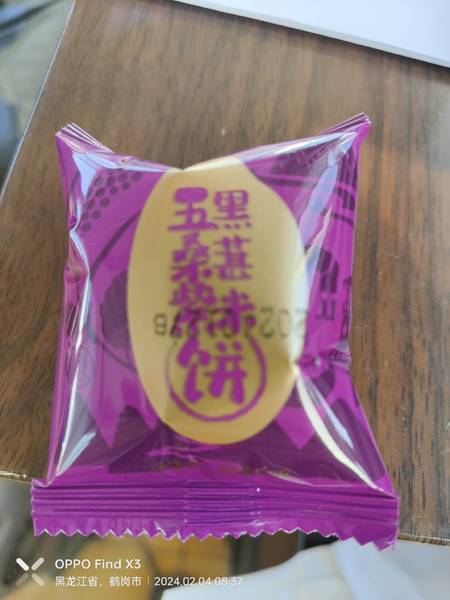 五黑
桑葚
紫米
饼
OPPO Find X3
黑龙江省，鹤岗市 | 2024.02.04 08:37